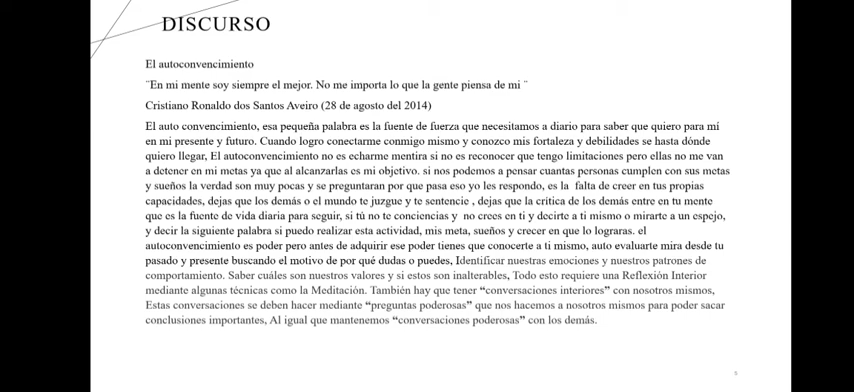 DISCURSO
El autoconvencimiento
¨En mi mente soy siempre el mejor. No me importa lo que la gente piensa de mi ¨
Cristiano Ronaldo dos Santos Aveiro (28 de agosto del 2014)
El auto convencimiento, esa pequeña palabra es la fuente de fuerza que necesitamos a diario para saber que quiero para mí
en mi presente y futuro. Cuando logro conectarme conmigo mismo y conozco mis fortaleza y debilidades se hasta dónde
quiero llegar, El autoconvencimiento no es echarme mentira si no es reconocer que tengo limitaciones pero ellas no me van
a detener en mi metas ya que al alcanzarlas es mi objetivo. si nos podemos a pensar cuantas personas cumplen con sus metas
y sueños la verdad son muy pocas y se preguntaran por que pasa eso yo les respondo, es la falta de creer en tus propias
capacidades, dejas que los demás o el mundo te juzgue y te sentencie , dejas que la crítica de los demás entre en tu mente
que es la fuente de vida diaria para seguir, si tú no te conciencias y no crees en ti y decirte a ti mismo o mirarte a un espejo,
y decir la siguiente palabra si puedo realizar esta actividad, mis meta, sueños y crecer en que lo lograras. el
autoconvencimiento es poder pero antes de adquirir ese poder tienes que conocerte a ti mismo, auto evaluarte mira desde tu
pasado y presente buscando el motivo de por qué dudas o puedes, Identificar nuestras emociones y nuestros patrones de
comportamiento. Saber cuáles son nuestros valores y si estos son inalterables, Todo esto requiere una Reflexión Interior
mediante algunas técnicas como la Meditación. También hay que tener “conversaciones interiores” con nosotros mismos,
Estas conversaciones se deben hacer mediante “preguntas poderosas” que nos hacemos a nosotros mismos para poder sacar
conclusiones importantes, Al igual que mantenemos “conversaciones poderosas” con los demás.
5